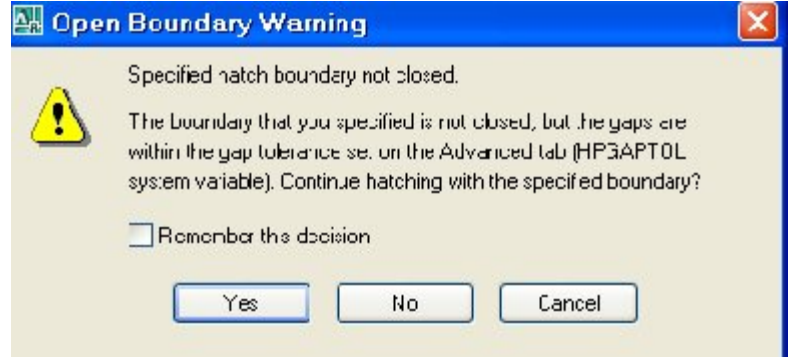 Open Boundary Warning
Specified hatch boundary not closed.
The boundary that you specified is not closed, but the gaps are
within the gap tolerance set on the Advanced tab (HPGAPTOL
system variable). Continue hatching with the specified boundary?
Remember this decision
Yes No Cancel